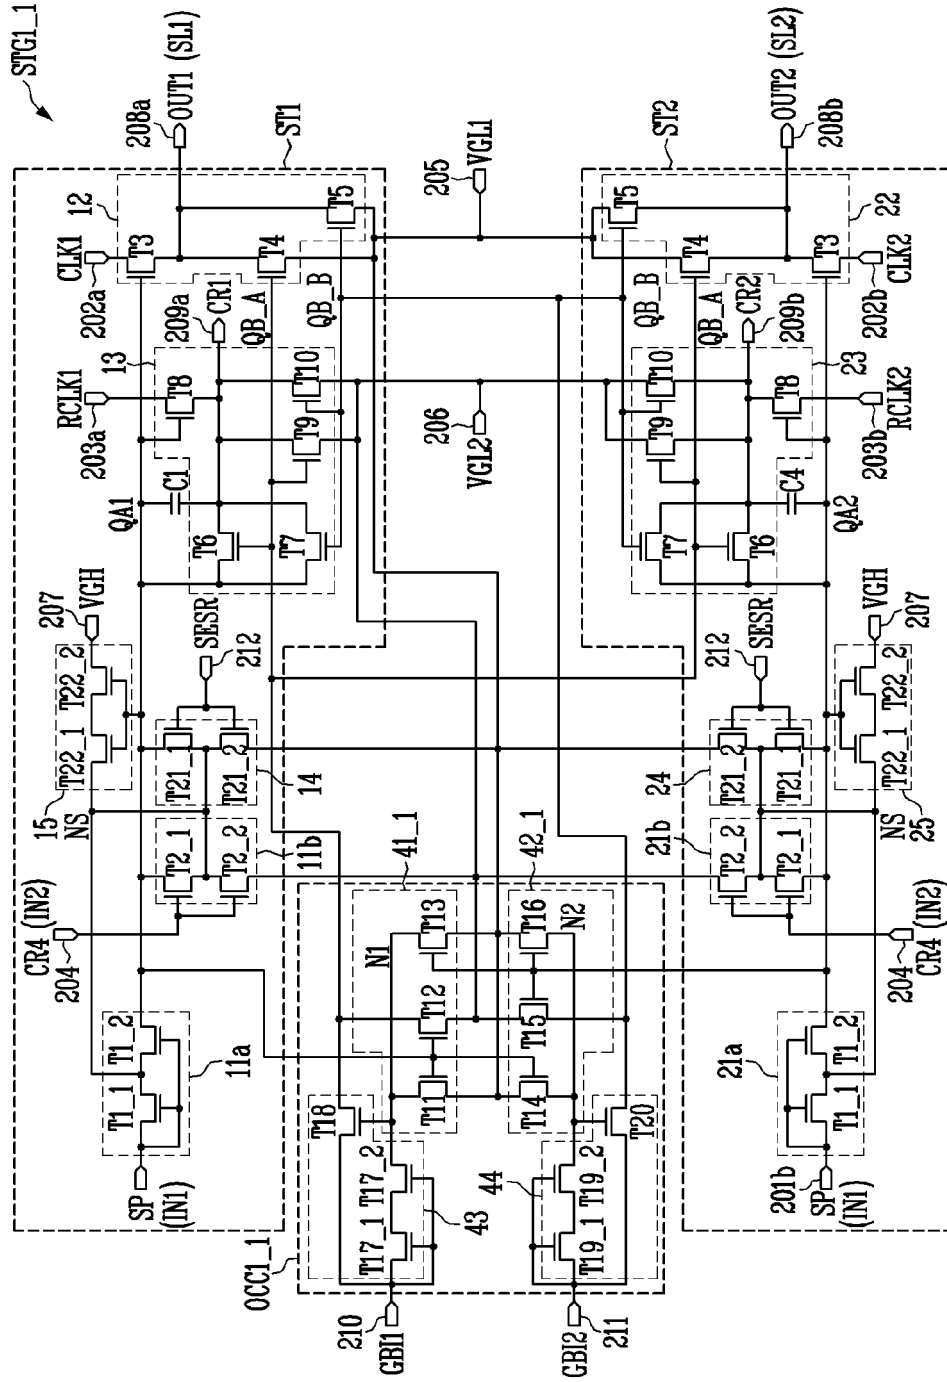 STG1_1
208a
OUT1 (SL1)
ST1
205
VGL1
ST2
208b
OUT2 (SL2)
12
CLK1
202a
T3
T4
T5
T5
T4
T3
22
CLK2
202b
209a
CR1
QB_A
QB_B
QB_B
QB_A
CR2
209b
13
RCLK1
203a
T8
T10
T9
206
VGL2
T10
T9
T8
23
RCLK2
203b
QA1
C1
T6
T7
T7
T6
C4
QA2
207
VGH
SESR
212
SESR
212
VGH
207
15
NS
T22_1
T22_2
T21_1
T21_2
14
24
T21_2
T21_1
T22_1
T22_2
NS
25
CR4
(IN2)
204
T2_1
T2_2
11b
41_1
42_1
21b
T2_2
T2_1
CR4
(IN2)
204
N1
T13
T16
N2
T12
T15
T11
T14
T1_1
T1_2
11a
21a
T1_1
T1_2
SP
(IN1)
201b
SP
(IN1)
T18
T20
T17_1
T17_2
43
44
T19_1
T19_2
OCC1_1
210
GBI1
211
GBI2